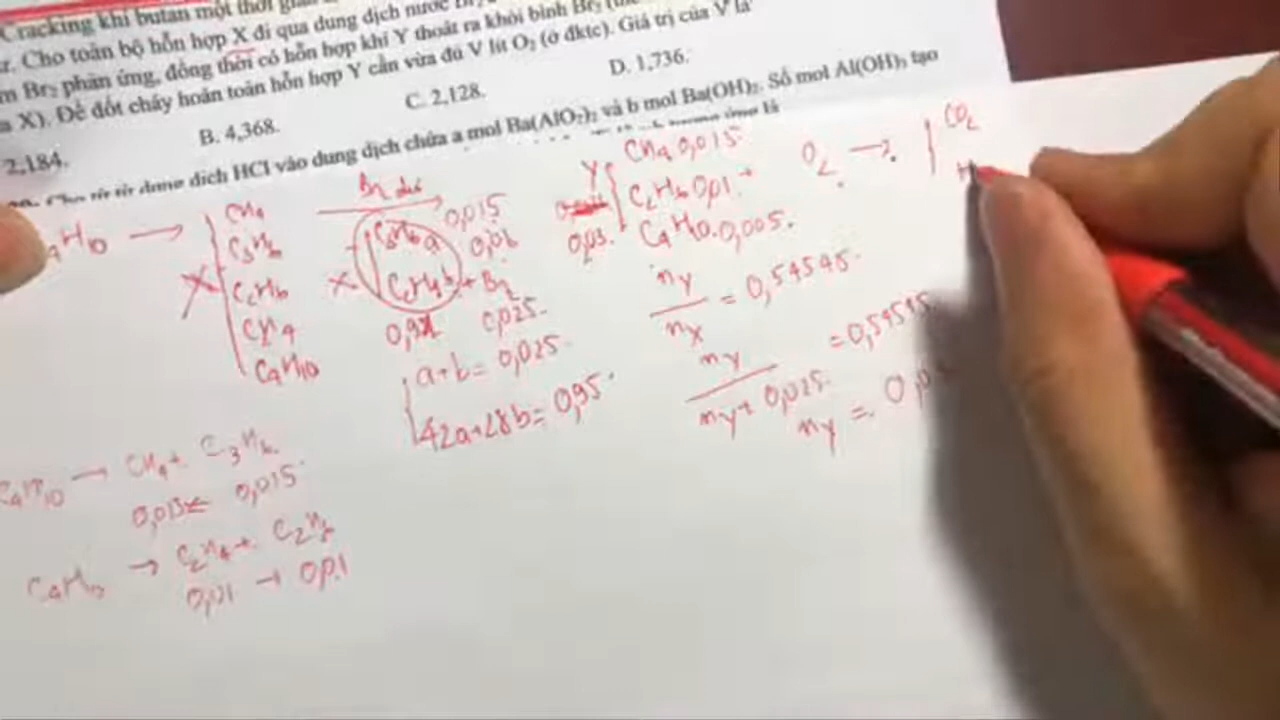 Cracking khí butan một thời gian
r. Cho toàn bộ hỗn hợp X đi qua dung dịch nước
m Br₂ phản ứng, đồng thời có hỗn hợp khí Y thoát ra khỏi bình Br₂
a X). Để đốt cháy hoàn toàn hỗn hợp Y cần vừa đủ V lít O₂ (ở đktc). Giá trị của V là
2,184.
B. 4,368.
C. 2,128.
D. 1,736.
dịch HCl vào dung dịch chứa a mol Ba(AlO₂)₂ và b mol Ba(OH)₂. Số mol Al(OH)₃ tạo
₄H₁₀ →
X
CH₄
C₃H₆
C₂H₆
C₂H₄
C₄H₁₀
Br₂ dư
X
C₃H₆ a
C₂H₄ b + Br₂
0,015
0,01
0,025.
a+b = 0,025.
42a+28b = 0,95.
Y
0,03.
CH₄ 0,015
C₂H₆ 0,01
C₄H₁₀ 0,005.
O₂ →
CO₂
H
nY / nX = 0,54545.
nY / nY + 0,025. = 0,54545
nY = 0,0
C₄H₁₀ → CH₄ + C₃H₆
0,015 ← 0,015.
C₄H₁₀ → C₂H₄ + C₂H₆
0,01 → 0,01